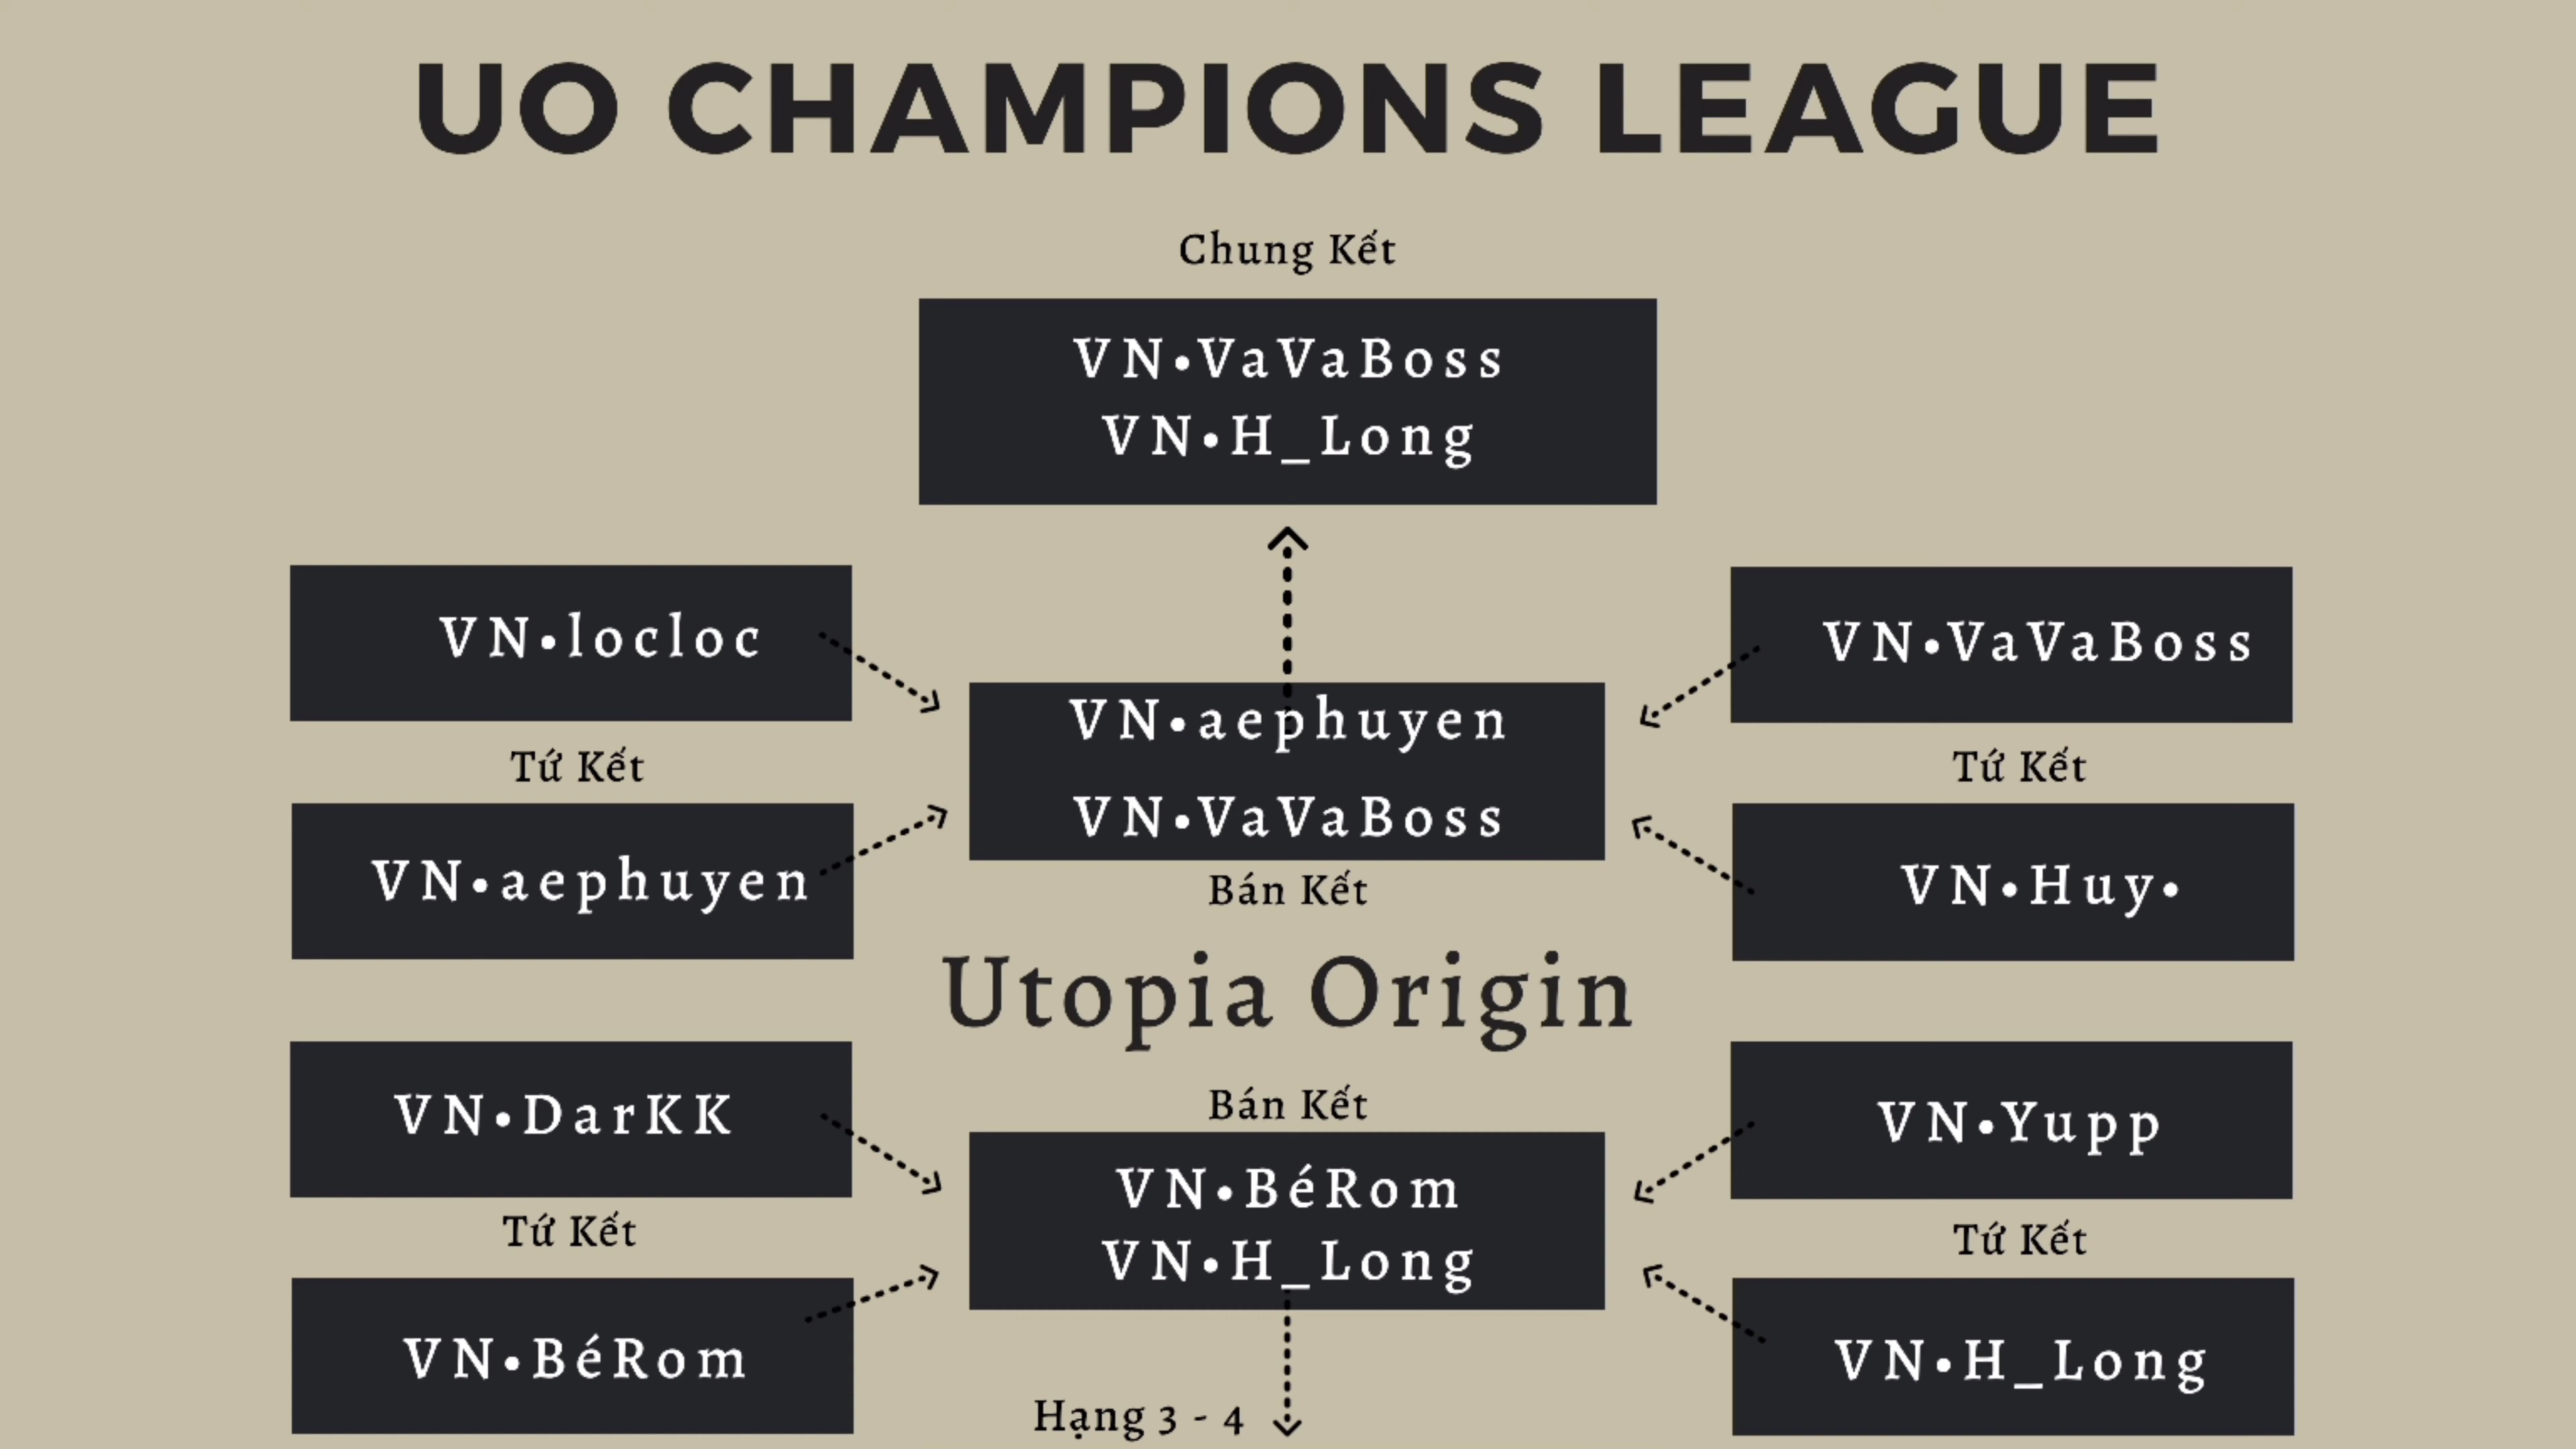 UO CHAMPIONS LEAGUE
Chung Kết
VN•VaVaBoss
VN•H_Long
VN•locloc
Tứ Kết
VN•aephuyen
VN•aephuyen
VN•VaVaBoss
Bán Kết
VN•VaVaBoss
Tứ Kết
VN•Huy•
Utopia Origin
VN•DarKK
Tứ Kết
VN•BéRom
Bán Kết
VN•BéRom
VN•H_Long
Hạng 3 - 4
VN•Yupp
Tứ Kết
VN•H_Long